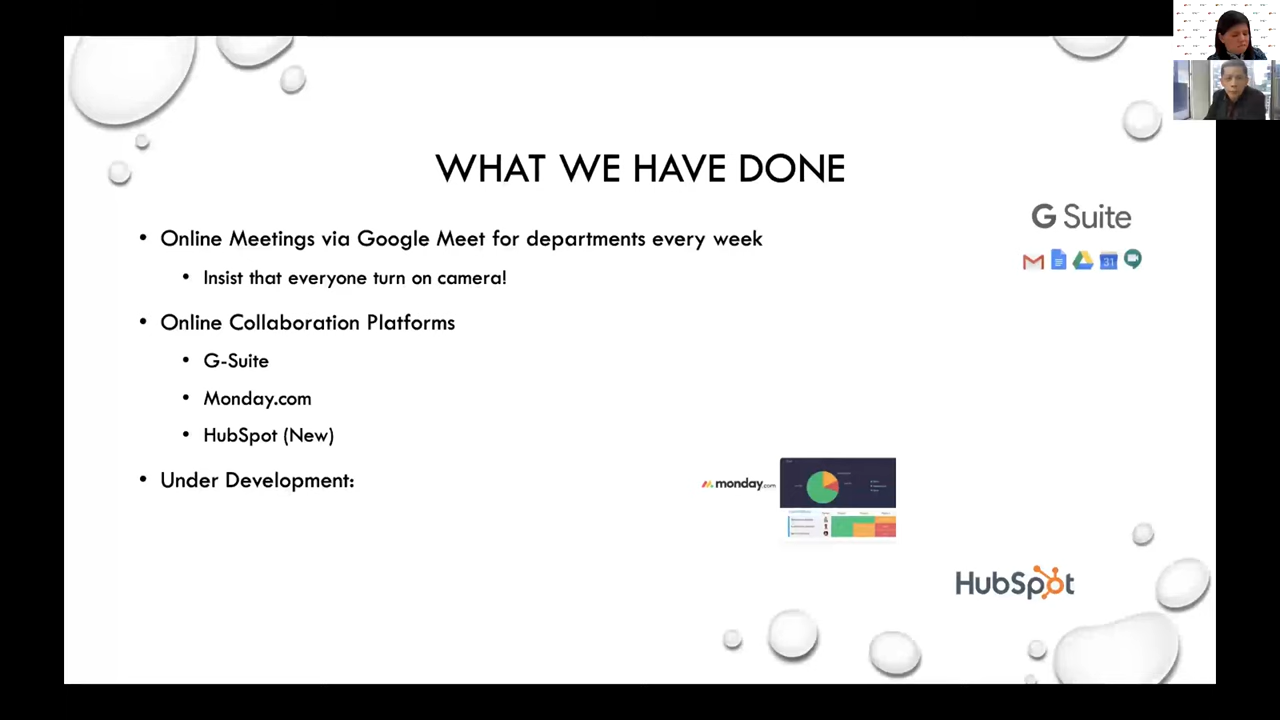 WHAT WE HAVE DONE
• Online Meetings via Google Meet for departments every week
• Insist that everyone turn on camera!
• Online Collaboration Platforms
• G-Suite
• Monday.com
• HubSpot (New)
• Under Development:
G Suite
31
monday.com
HubSpot